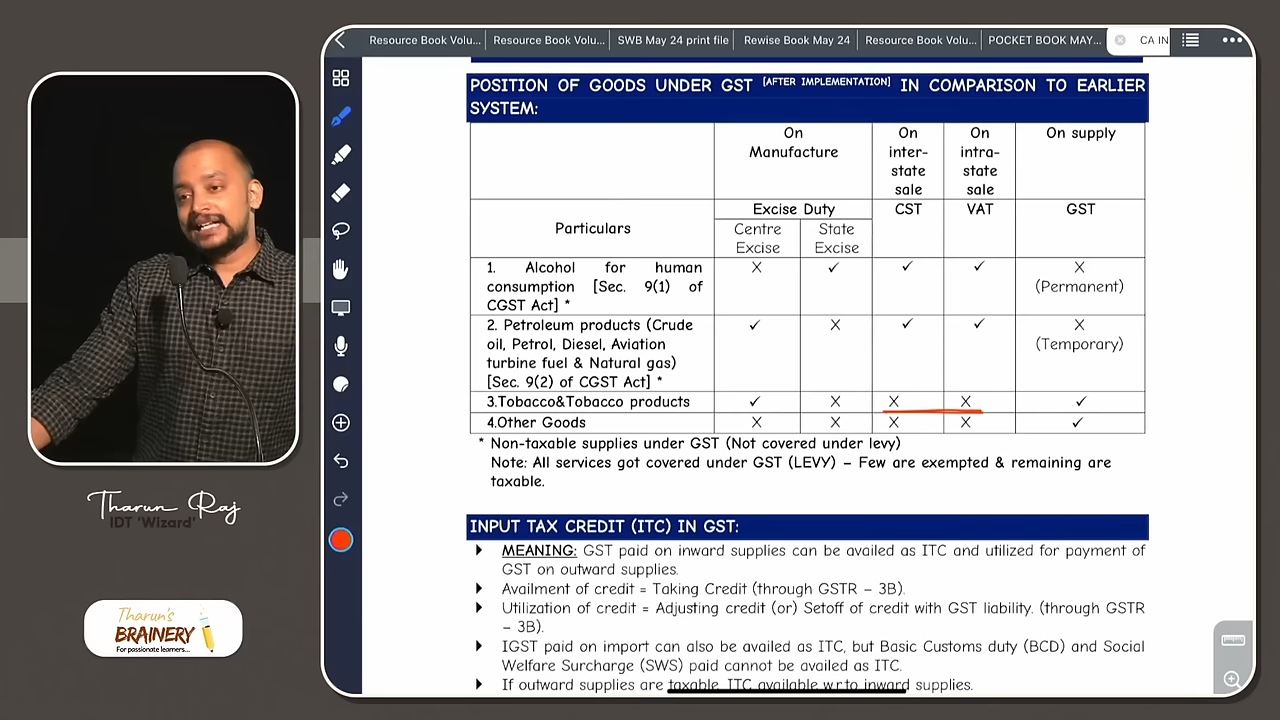 Resource Book Volu...
Resource Book Volu...
SWB May 24 print file
Rewise Book May 24
Resource Book Volu...
POCKET BOOK MAY...
CA IN
POSITION OF GOODS UNDER GST [AFTER IMPLEMENTATION] IN COMPARISON TO EARLIER
SYSTEM:
On
Manufacture
On
inter-
state
sale
On
intra-
state
sale
On supply
Particulars
Excise Duty
CST
VAT
GST
Centre
Excise
State
Excise
1. Alcohol for human
consumption [Sec. 9(1) of
CGST Act] *
X ✓ ✓ ✓ X
(Permanent)
2. Petroleum products (Crude
oil, Petrol, Diesel, Aviation
turbine fuel & Natural gas)
[Sec. 9(2) of CGST Act] *
✓ X ✓ ✓ X
(Temporary)
3.Tobacco&Tobacco products ✓ X X X ✓
4.Other Goods X X X X ✓
* Non-taxable supplies under GST (Not covered under levy)
Note: All services got covered under GST (LEVY) – Few are exempted & remaining are
taxable.
INPUT TAX CREDIT (ITC) IN GST:
MEANING: GST paid on inward supplies can be availed as ITC and utilized for payment of
GST on outward supplies.
Availment of credit = Taking Credit (through GSTR – 3B).
Utilization of credit = Adjusting credit (or) Setoff of credit with GST liability. (through GSTR
– 3B).
IGST paid on import can also be availed as ITC, but Basic Customs duty (BCD) and Social
Welfare Surcharge (SWS) paid cannot be availed as ITC.
If outward supplies are taxable, ITC available w.r.to inward supplies.
Tharun Raj
IDT 'Wizard'
Tharun's
BRAINERY
For passionate learners...